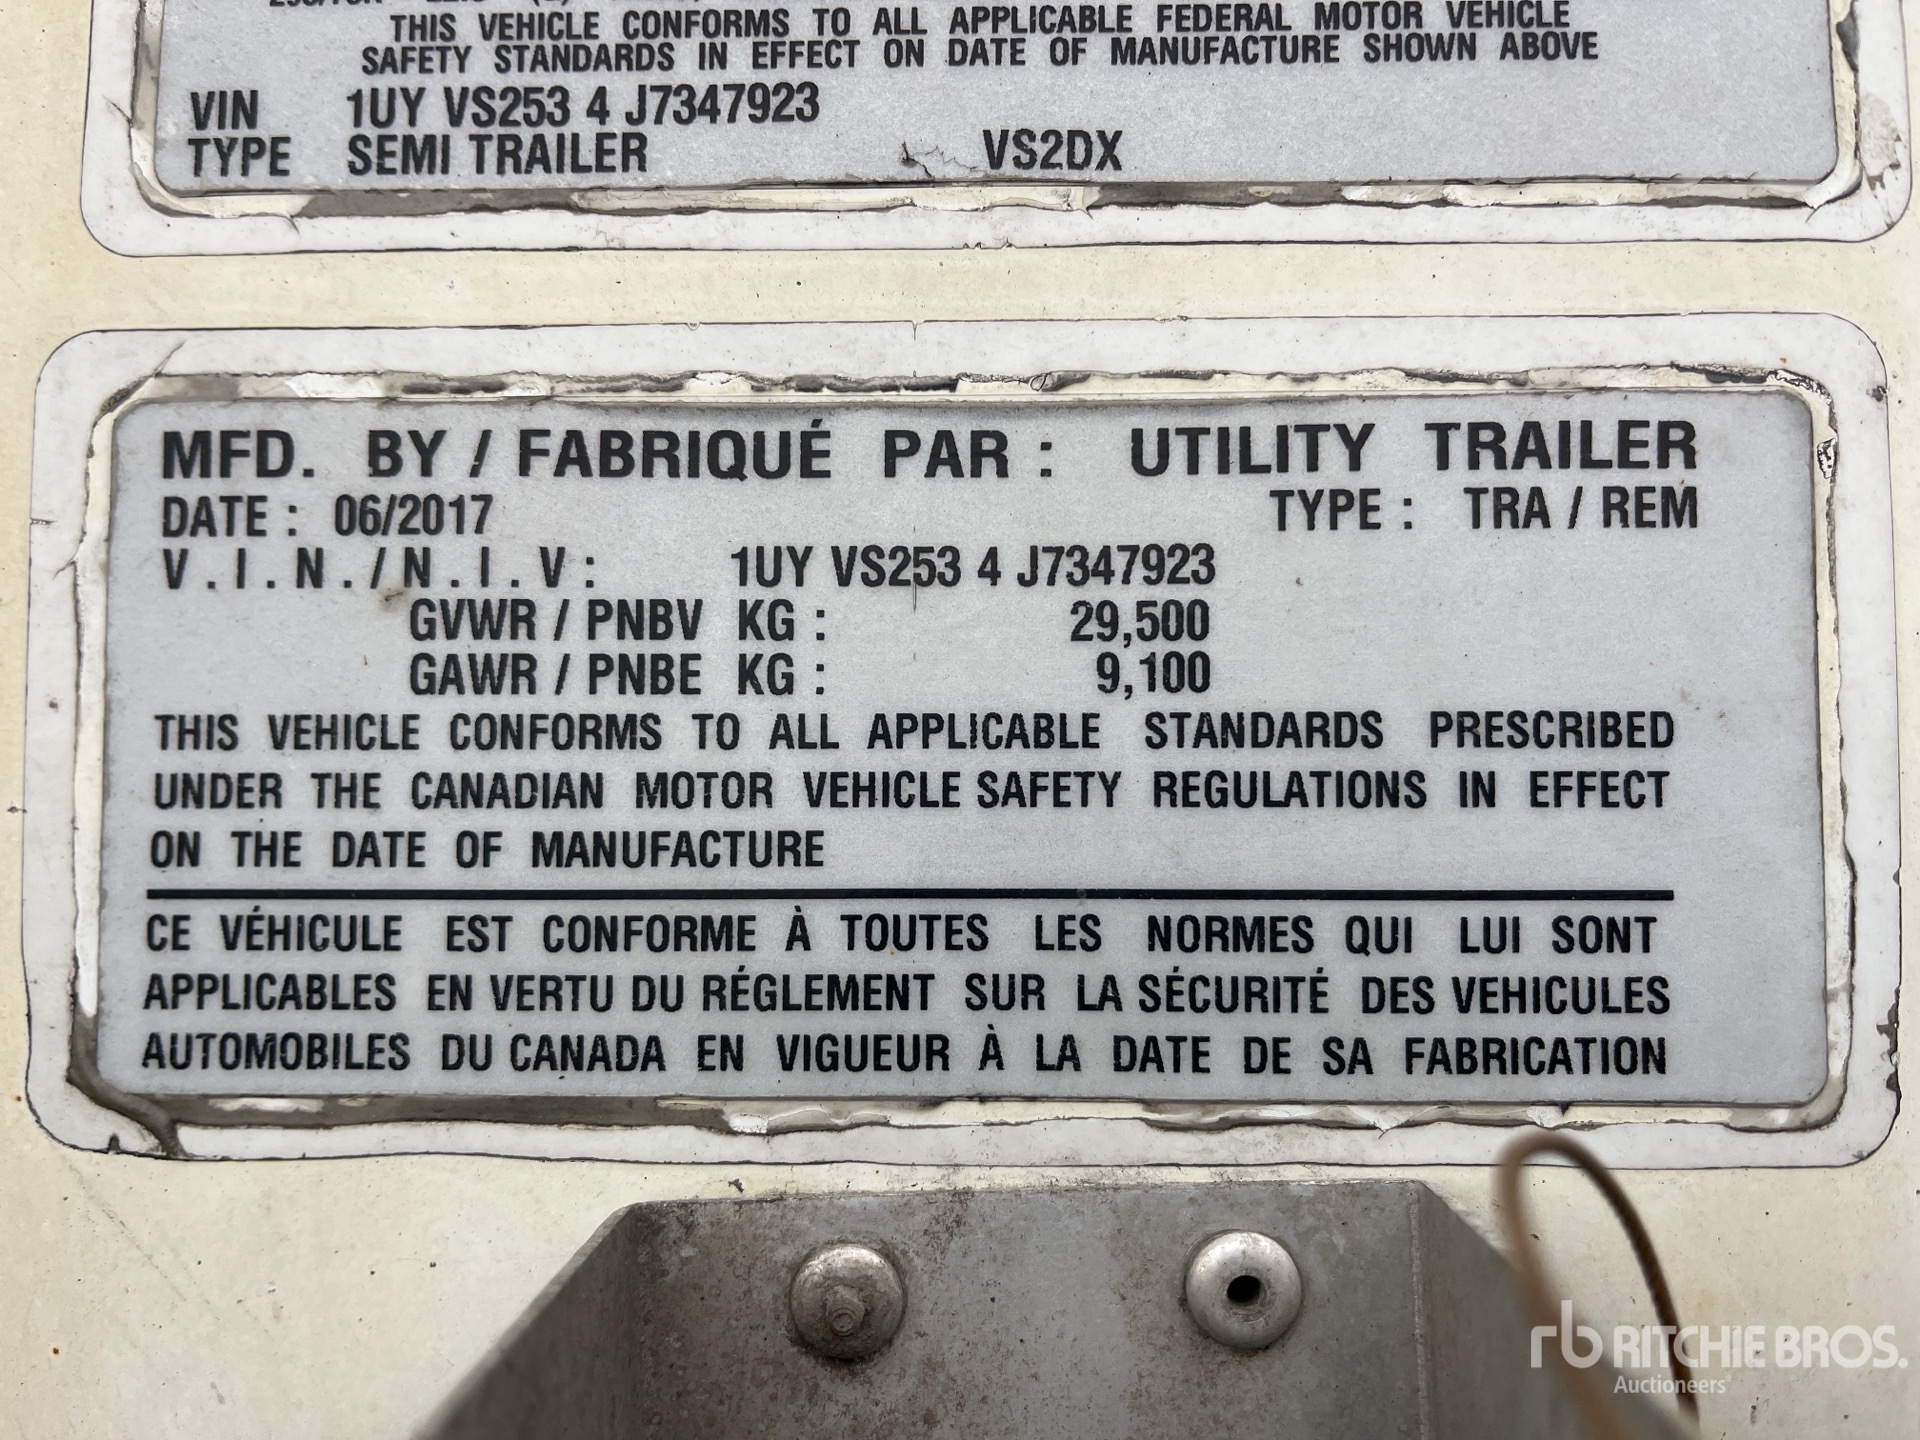 THIS VEHICLE CONFORMS TO ALL APPLICABLE FEDERAL MOTOR VEHICLE
SAFETY STANDARDS IN EFFECT ON DATE OF MANUFACTURE SHOWN ABOVE
VIN 1UY VS253 4 J7347923
TYPE SEMI TRAILER VS2DX
MFD. BY / FABRIQUÉ PAR : UTILITY TRAILER
DATE : 06/2017 TYPE : TRA / REM
V.I.N./N.I.V: 1UY VS253 4 J7347923
GVWR / PNBV KG : 29,500
GAWR / PNBE KG : 9,100
THIS VEHICLE CONFORMS TO ALL APPLICABLE STANDARDS PRESCRIBED
UNDER THE CANADIAN MOTOR VEHICLE SAFETY REGULATIONS IN EFFECT
ON THE DATE OF MANUFACTURE
CE VÉHICULE EST CONFORME À TOUTES LES NORMES QUI LUI SONT
APPLICABLES EN VERTU DU RÉGLEMENT SUR LA SÉCURITÉ DES VEHICULES
AUTOMOBILES DU CANADA EN VIGUEUR À LA DATE DE SA FABRICATION
rb RITCHIE BROS.
Auctioneers